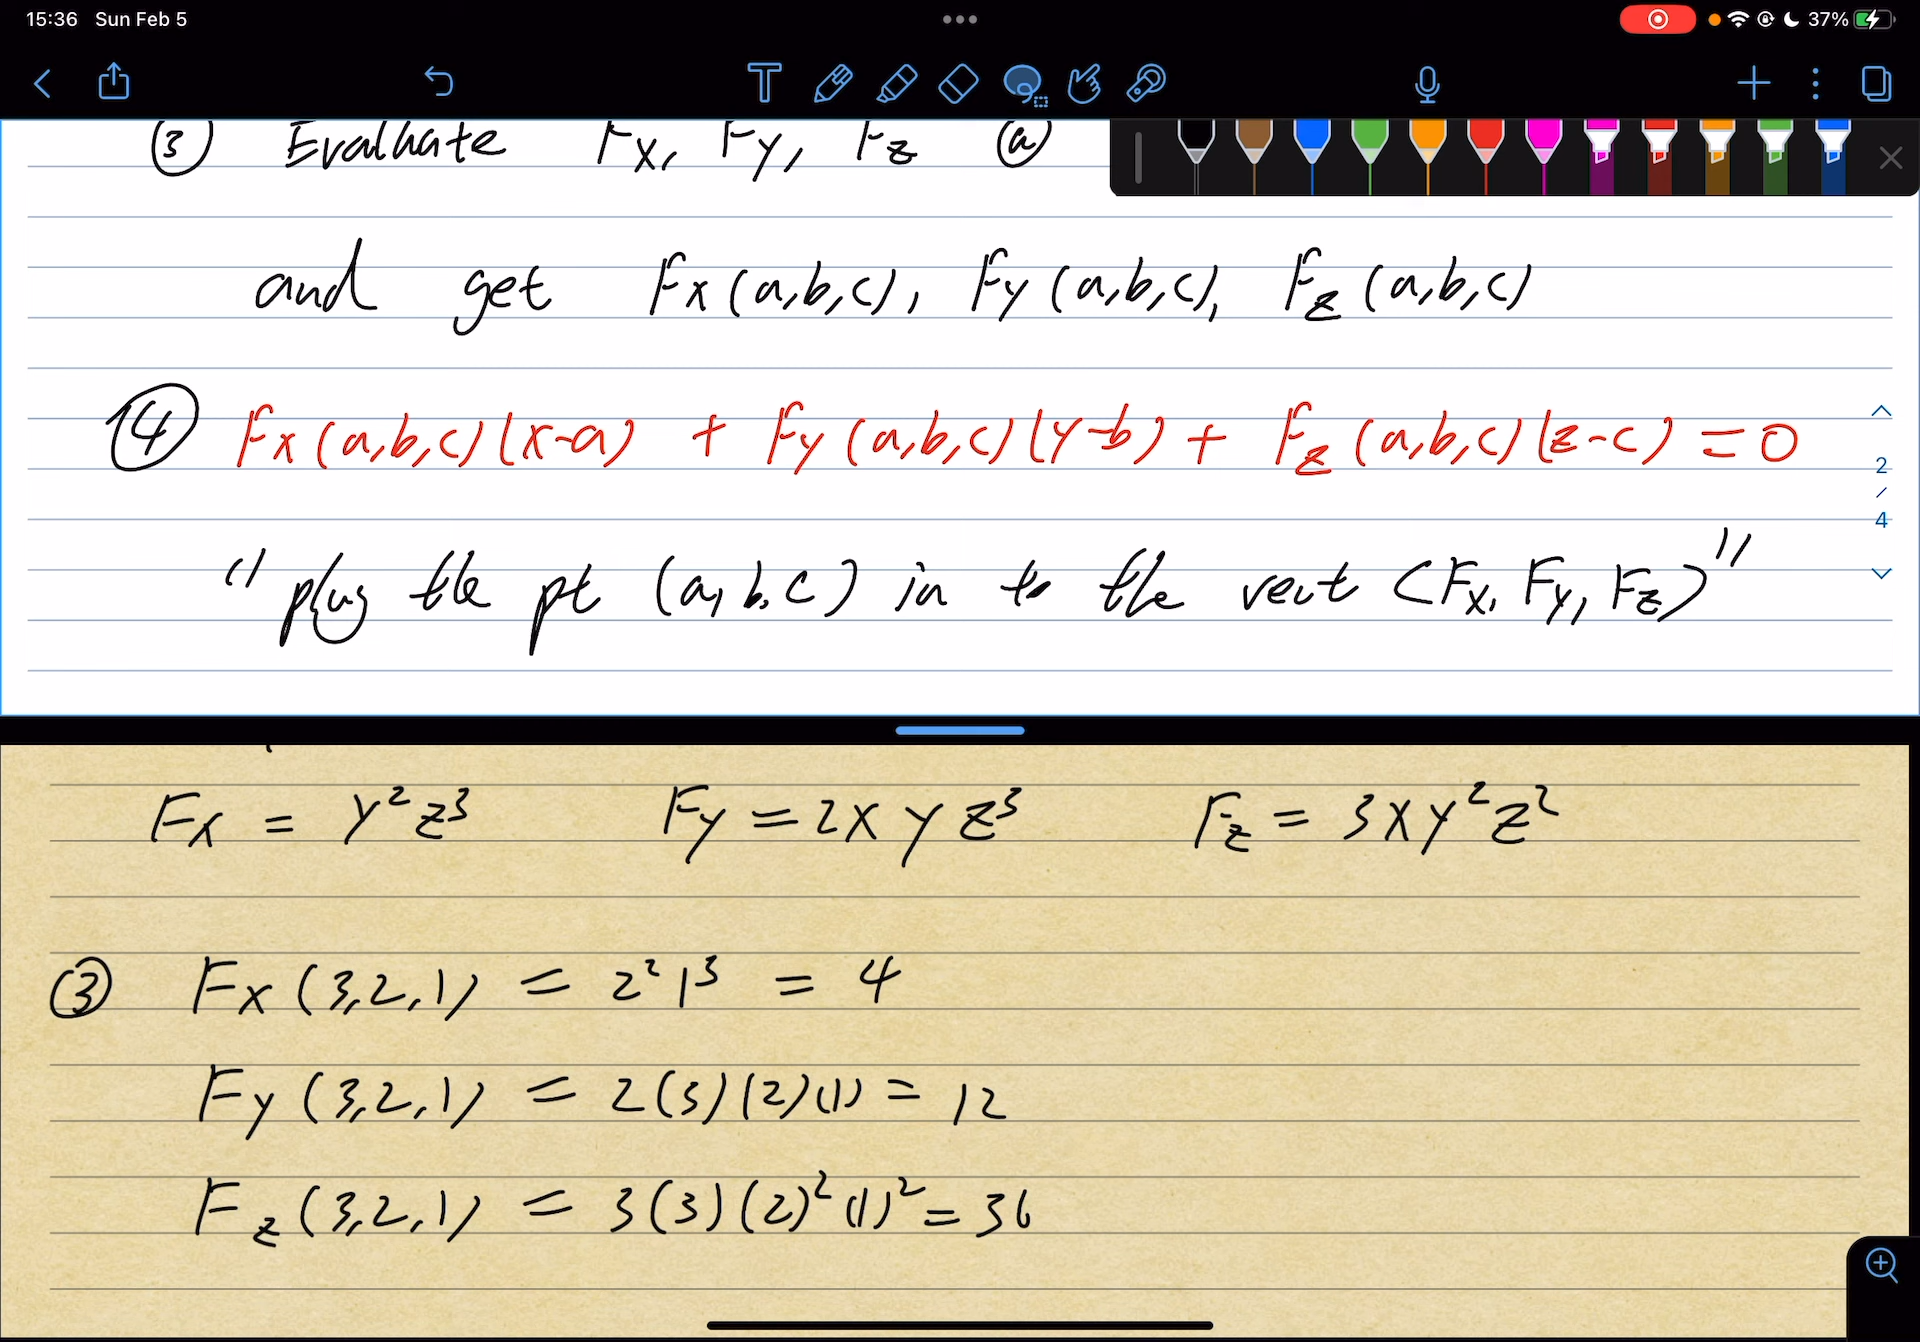 15:36 Sun Feb 5
37%
③ Evaluate Fx, Fy, Fz @
and get Fx(a,b,c), Fy(a,b,c), Fz(a,b,c)
④ Fx(a,b,c)(x-a) + Fy(a,b,c)(y-b) + Fz(a,b,c)(z-c) = 0
2
/
4
"plug the pt (a,b,c) in to the vect (Fx, Fy, Fz)"
Fx = y²z³ Fy = 2xyz³ Fz = 3xy²z²
③ Fx(3,2,1) = 2²1³ = 4
Fy(3,2,1) = 2(3)(2)(1) = 12
Fz(3,2,1) = 3(3)(2)²(1)² = 36